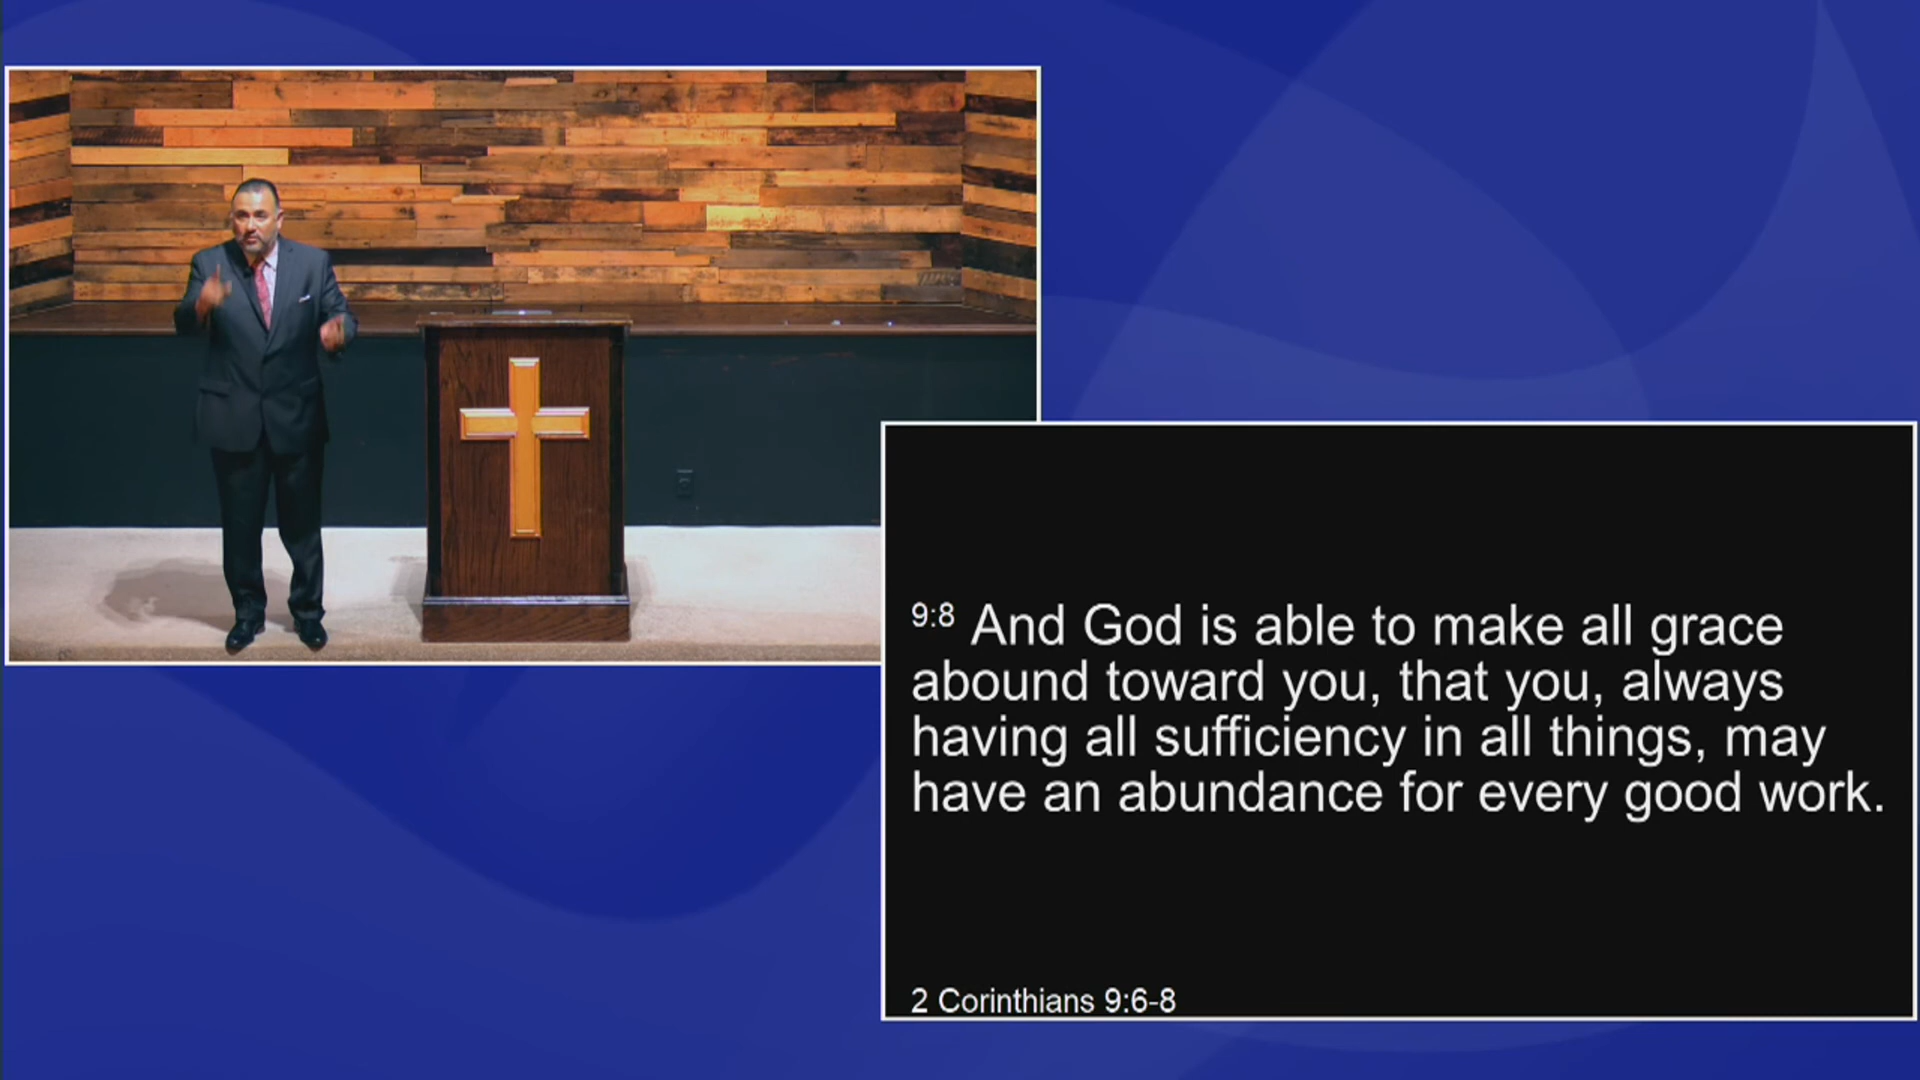 9:8 And God is able to make all grace
abound toward you, that you, always
having all sufficiency in all things, may
have an abundance for every good work.
2 Corinthians 9:6-8